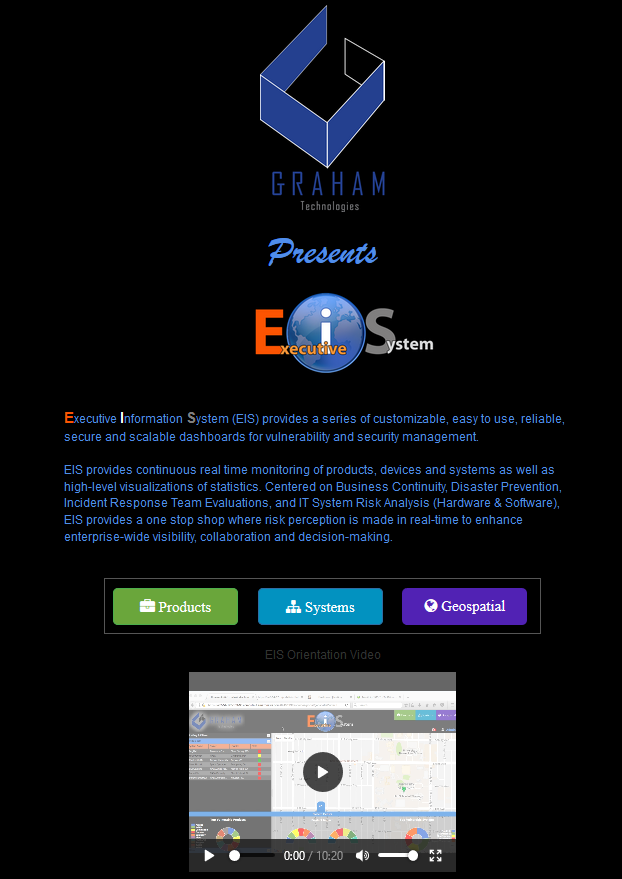 GRAHAM
Technologies
Presents
Executive i System
Executive Information System (EIS) provides a series of customizable, easy to use, reliable,
secure and scalable dashboards for vulnerability and security management.
EIS provides continuous real time monitoring of products, devices and systems as well as
high-level visualizations of statistics. Centered on Business Continuity, Disaster Prevention,
Incident Response Team Evaluations, and IT System Risk Analysis (Hardware & Software),
EIS provides a one stop shop where risk perception is made in real-time to enhance
enterprise-wide visibility, collaboration and decision-making.
Products Systems Geospatial
EIS Orientation Video
GRAHAM
EiS
0:00 / 10:20